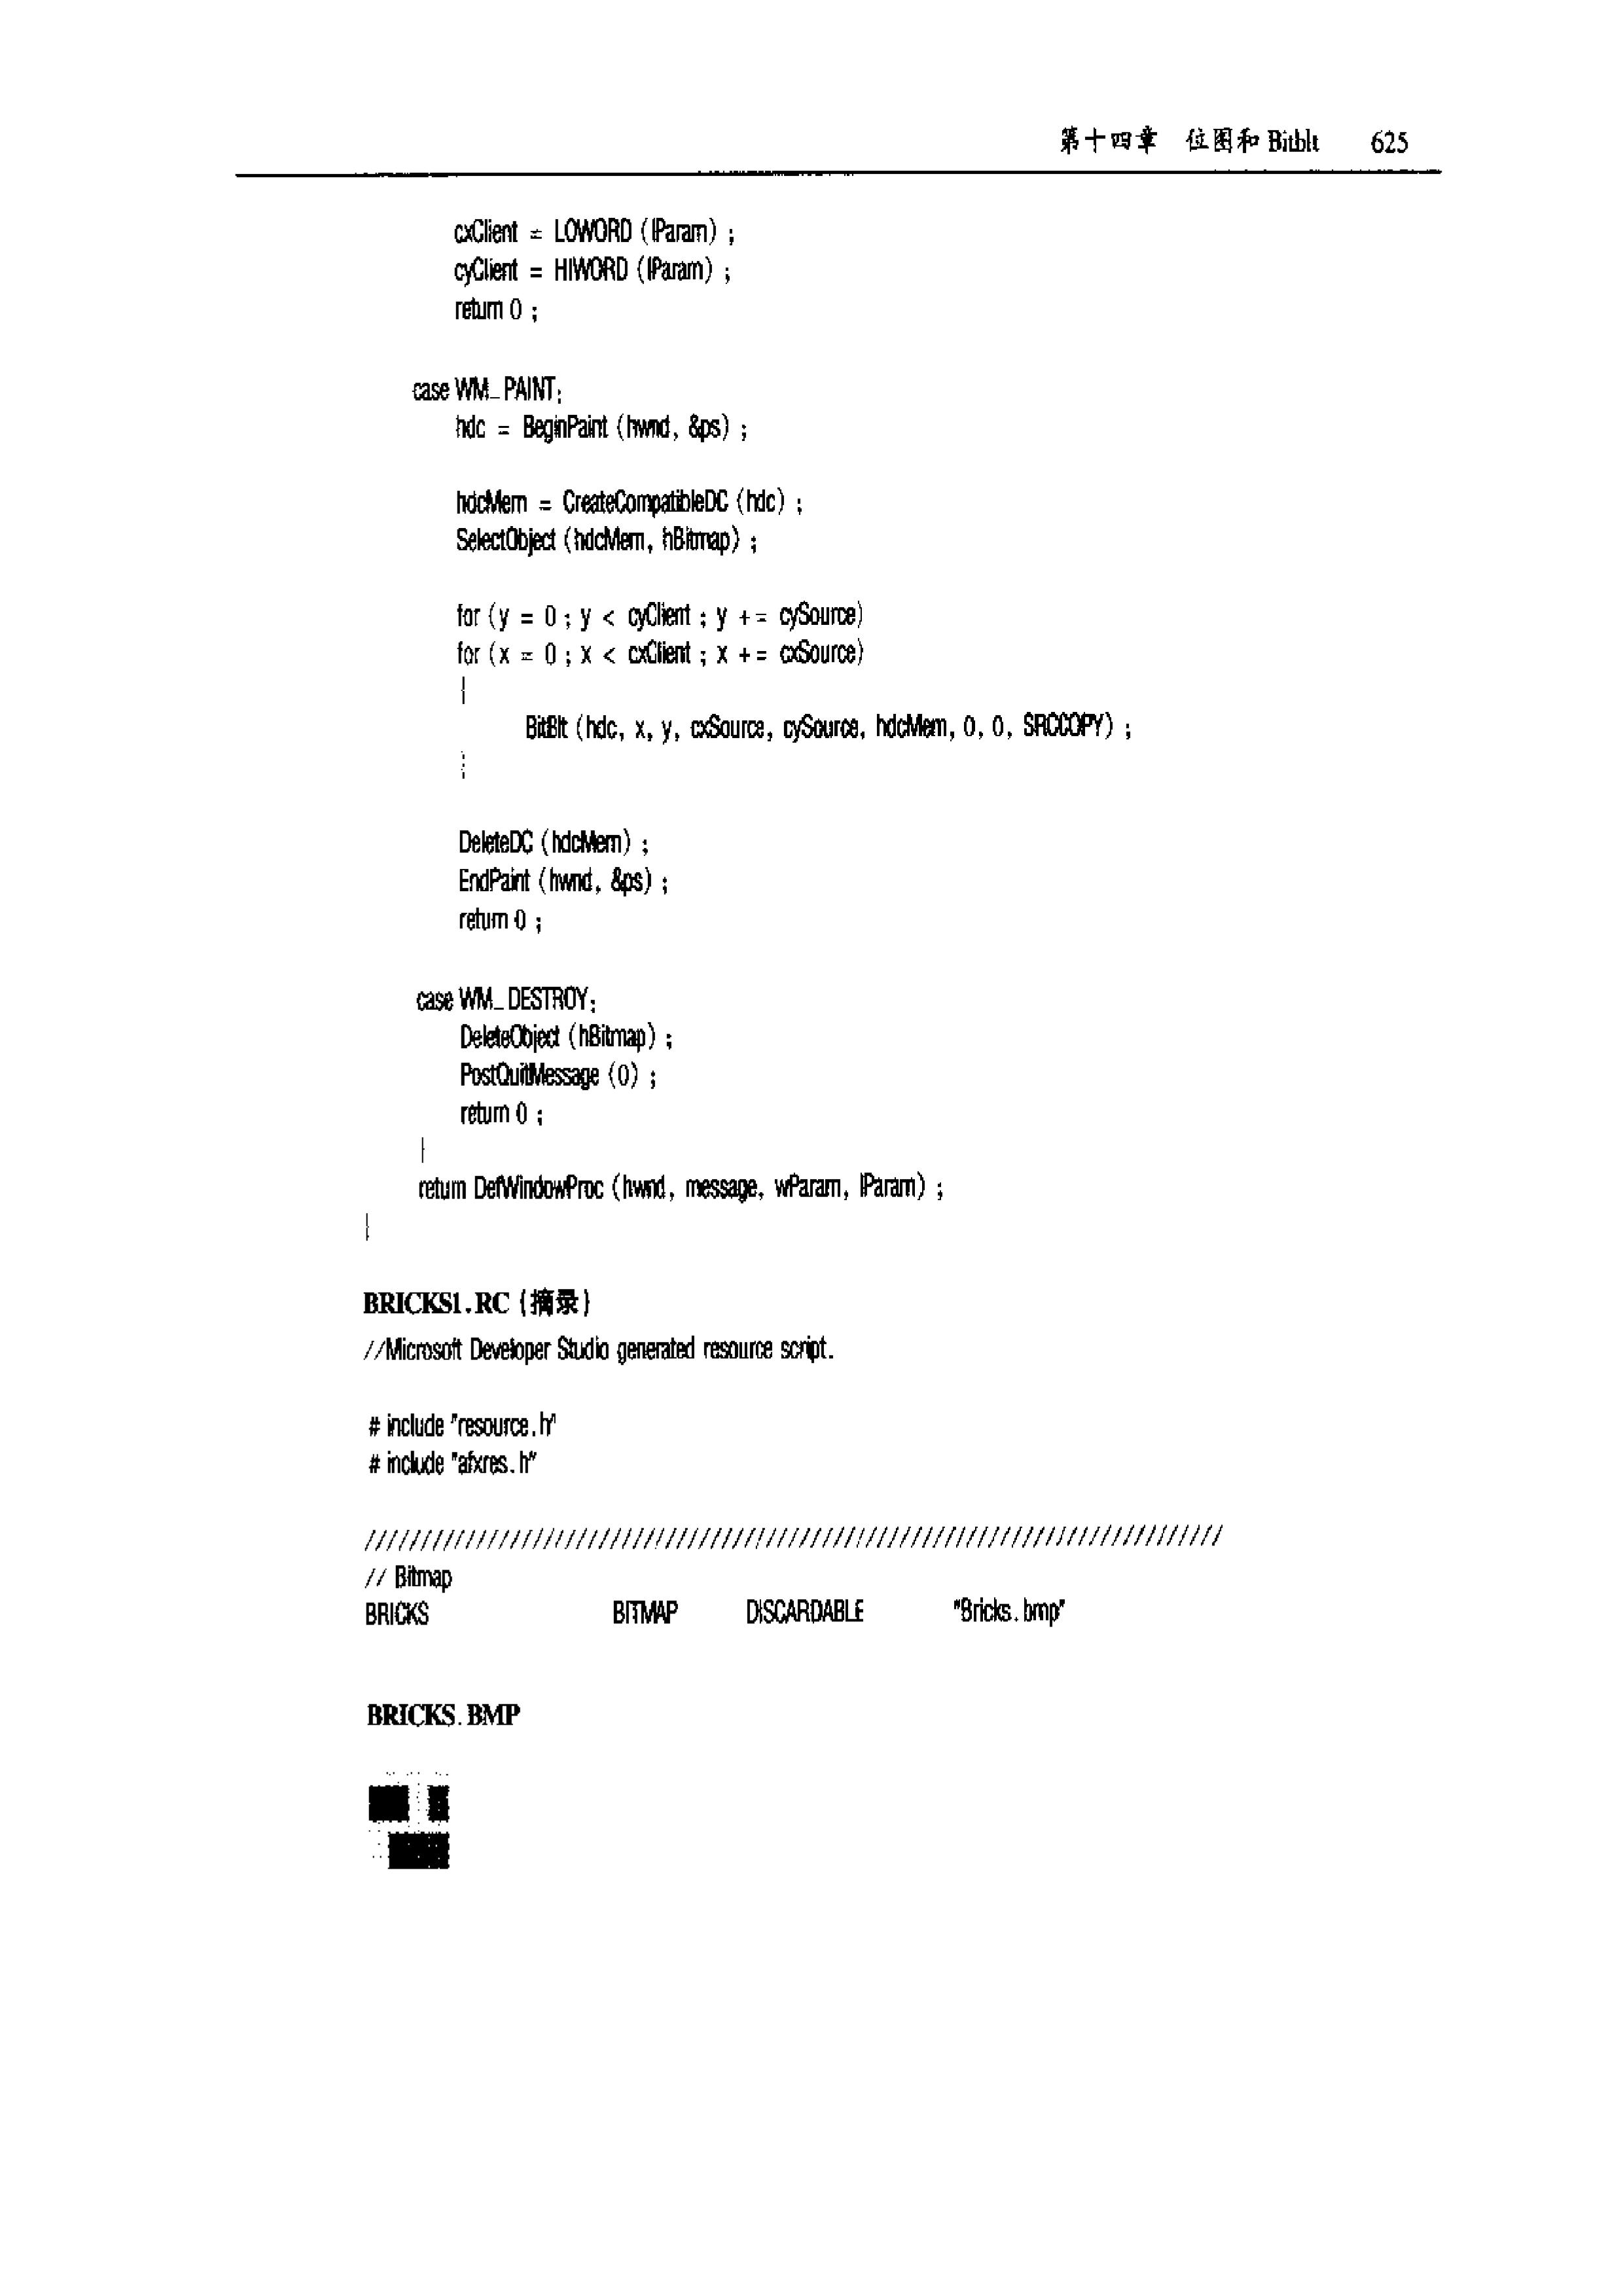 第十四章 位图和 Bitblt 625
cxClient = LOWORD (lParam) ;
cyClient = HIWORD (lParam) ;
return 0 ;
case WM_PAINT:
hdc = BeginPaint (hwnd, &ps) ;
hdcMem = CreateCompatibleDC (hdc) ;
SelectObject (hdcMem, hBitmap) ;
for (y = 0 ; y < cyClient ; y += cySource)
for (x = 0 ; x < cxClient ; x += cxSource)
{
BitBlt (hdc, x, y, cxSource, cySource, hdcMem, 0, 0, SRCCOPY) ;
}
DeleteDC (hdcMem) ;
EndPaint (hwnd, &ps) ;
return 0 ;
case WM_DESTROY:
DeleteObject (hBitmap) ;
PostQuitMessage (0) ;
return 0 ;
}
return DefWindowProc (hwnd, message, wParam, lParam) ;
}
BRICKS1.RC (摘录)
//Microsoft Developer Studio generated resource script.
# include "resource.h"
# include "afxres.h"
/////////////////////////////////////////////////////////////////////////////
// Bitmap
BRICKS BITMAP DISCARDABLE "Bricks.bmp"
BRICKS.BMP